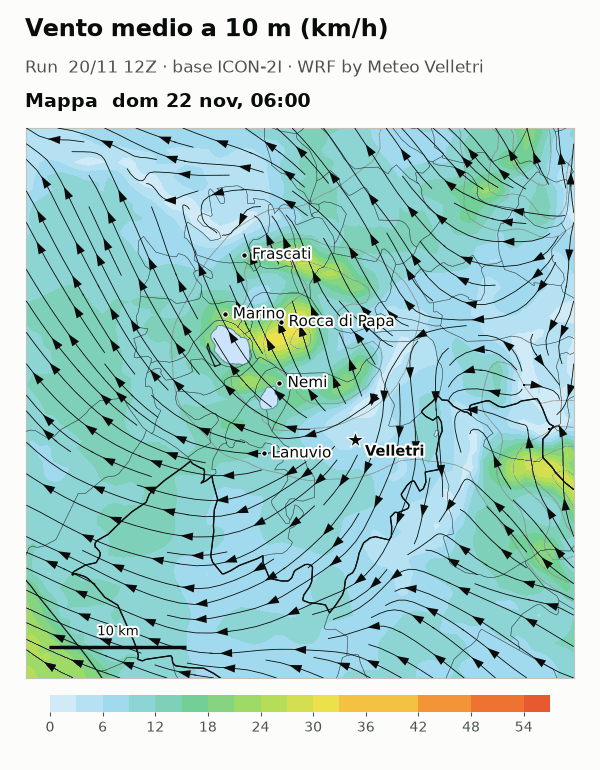 Vento medio a 10 m (km/h)
Run  20/11 12Z · base ICON-2I · WRF by Meteo Velletri
Mappa  dom 22 nov, 06:00
Frascati
Marino
Rocca di Papa
Nemi
Velletri
Lanuvio
10 km
0 6 12 18 24 30 36 42 48 54